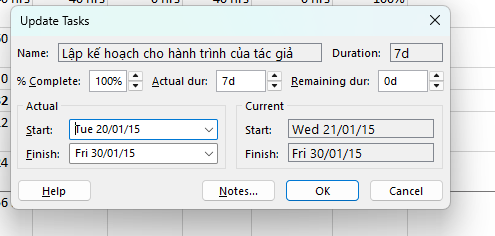 Update Tasks
Name: Lập kế hoạch cho hành trình của tác giả Duration: 7d
% Complete: 100% Actual dur: 7d Remaining dur: 0d
Actual Current
Start: Tue 20/01/15 Start: Wed 21/01/15
Finish: Fri 30/01/15 Finish: Fri 30/01/15
Help Notes... OK Cancel